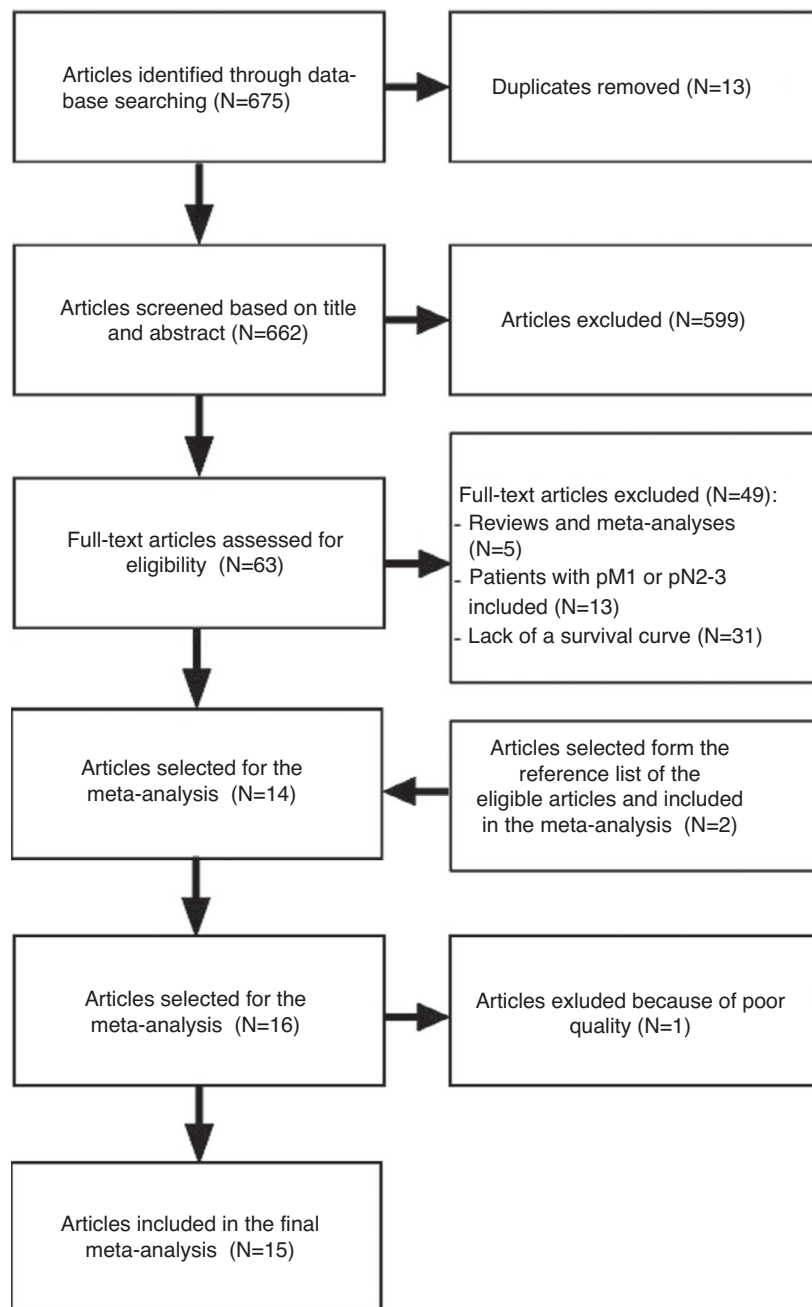 Articles identified through data-
base searching (N=675)
Duplicates removed (N=13)
Articles screened based on title
and abstract (N=662)
Articles excluded (N=599)
Full-text articles assessed for
eligibility  (N=63)
Full-text articles excluded (N=49):
- Reviews and meta-analyses
(N=5)
- Patients with pM1 or pN2-3
included (N=13)
- Lack of a survival curve (N=31)
Articles selected for the
meta-analysis  (N=14)
Articles selected form the
reference list of the
eligible articles and included
in the meta-analysis  (N=2)
Articles selected for the
meta-analysis  (N=16)
Articles exluded because of poor
quality (N=1)
Articles included in the final
meta-analysis (N=15)